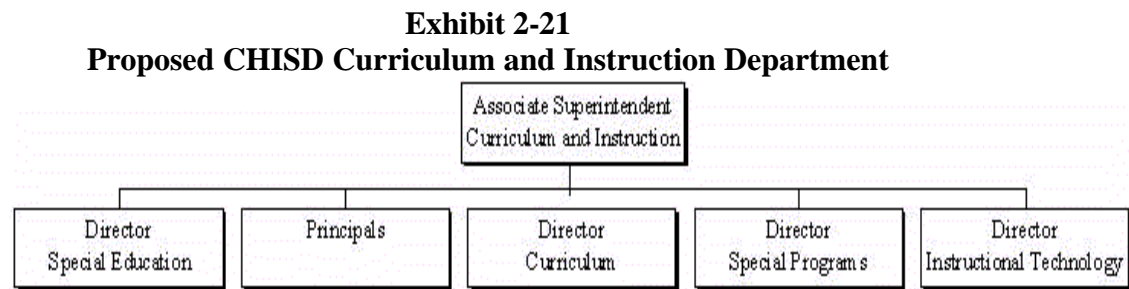 Exhibit 2-21
Proposed CHISD Curriculum and Instruction Department
Associate Superintendent
Curriculum and Instruction
Director
Special Education
Principals
Director
Curriculum
Director
Special Programs
Director
Instructional Technology